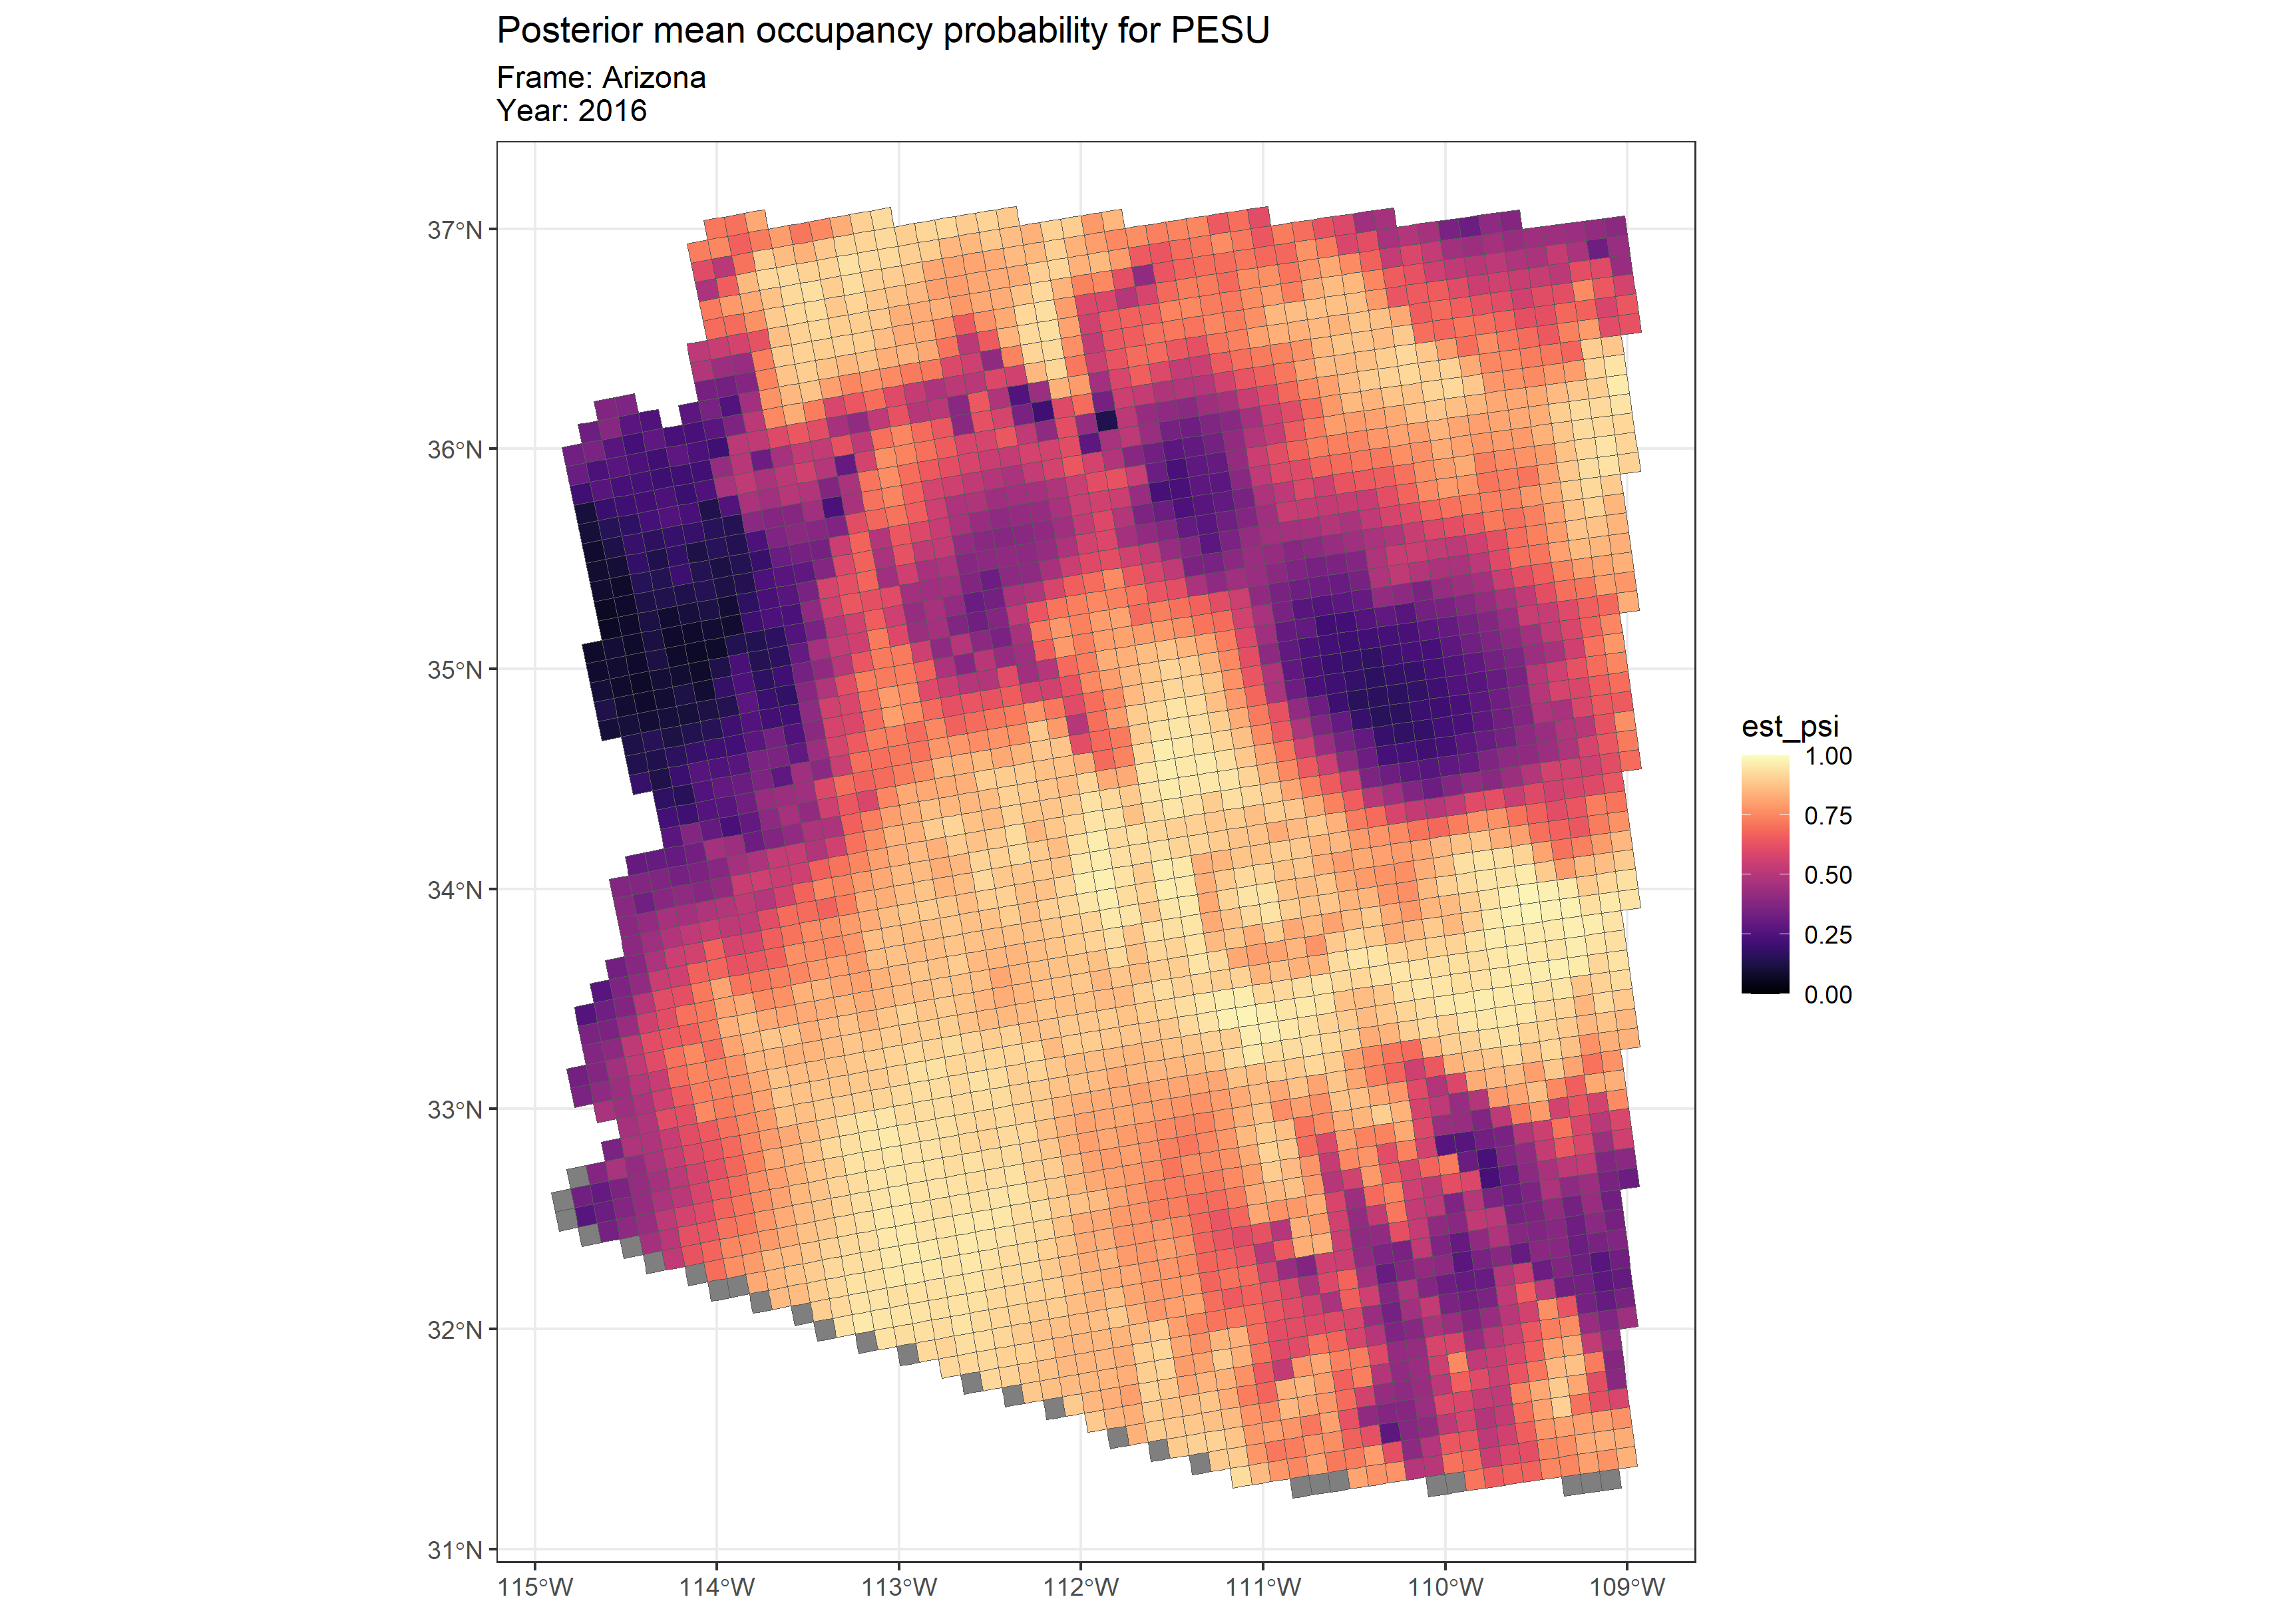 Posterior mean occupancy probability for PESU
Frame: Arizona
Year: 2016
37°N
36°N
35°N
34°N
33°N
32°N
31°N
115°W
114°W
113°W
112°W
111°W
110°W
109°W
est_psi
1.00
0.75
0.50
0.25
0.00